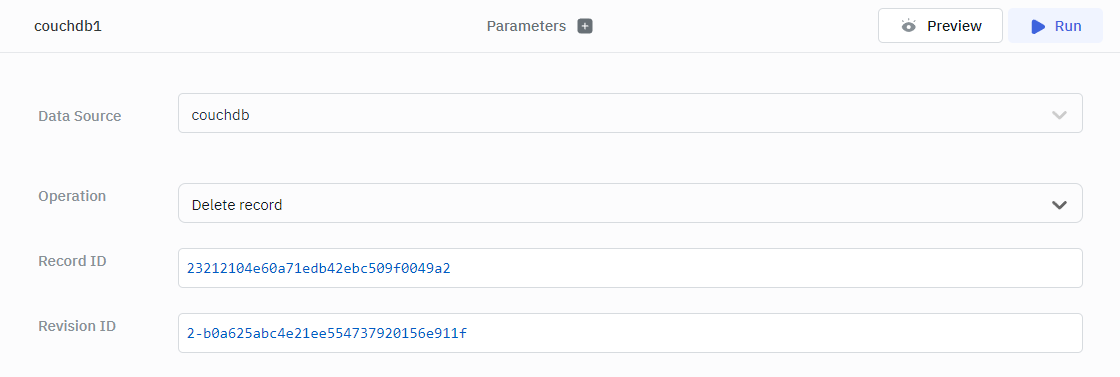 couchdb1
Parameters
Preview
Run
Data Source
couchdb
Operation
Delete record
Record ID
23212104e60a71edb42ebc509f0049a2
Revision ID
2-b0a625abc4e21ee554737920156e911f